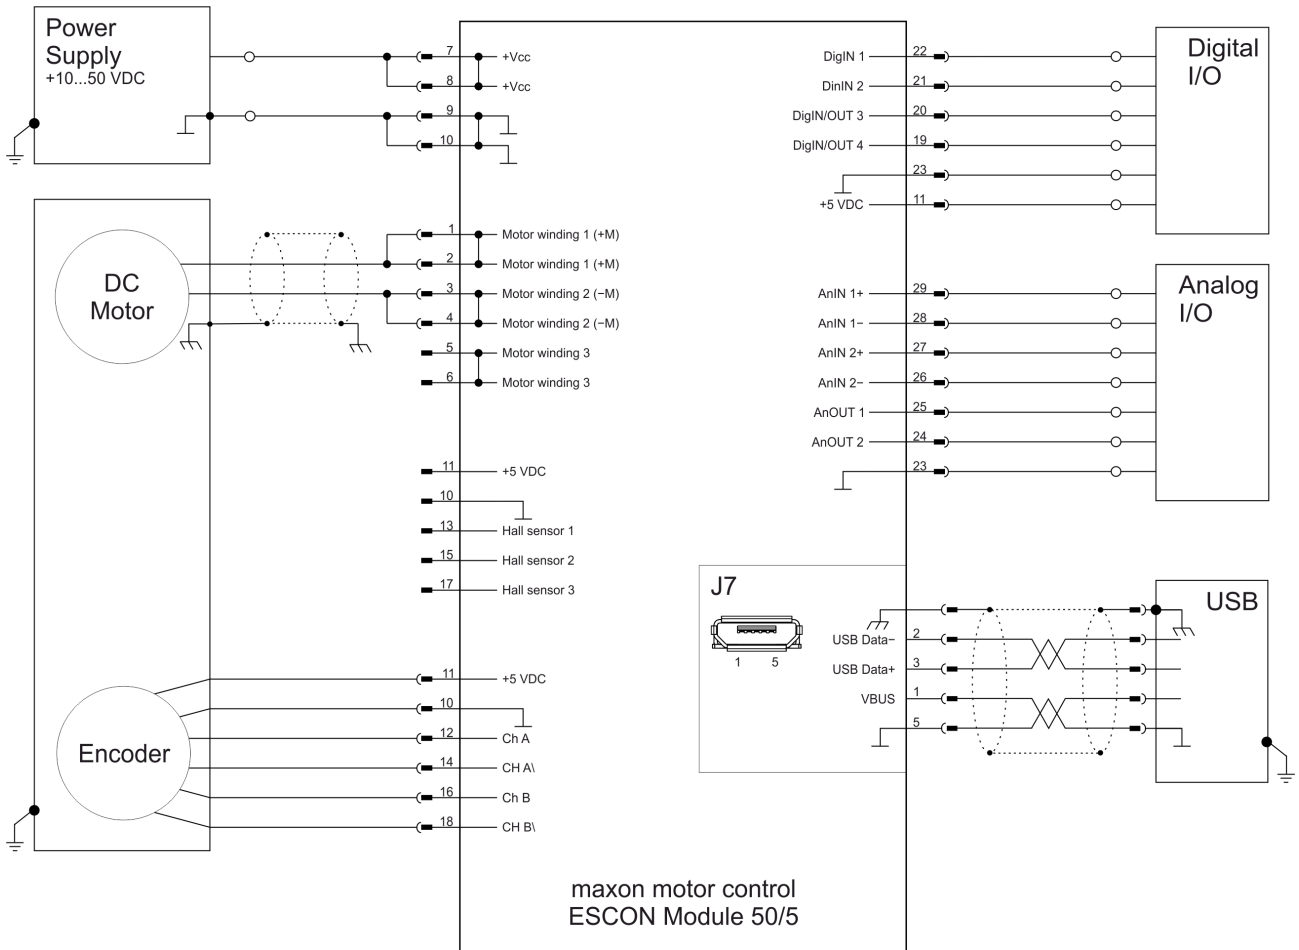 Power
Supply
+10...50 VDC
7 +Vcc
8 +Vcc
9
10
DC
Motor
1 Motor winding 1 (+M)
2 Motor winding 1 (+M)
3 Motor winding 2 (−M)
4 Motor winding 2 (−M)
5 Motor winding 3
6 Motor winding 3
11 +5 VDC
10
13 Hall sensor 1
15 Hall sensor 2
17 Hall sensor 3
Encoder
11 +5 VDC
10
12 Ch A
14 CH A\
16 Ch B
18 CH B\
DigIN 1 22
DinIN 2 21
DigIN/OUT 3 20
DigIN/OUT 4 19
23
+5 VDC 11
Digital
I/O
AnIN 1+ 29
AnIN 1− 28
AnIN 2+ 27
AnIN 2− 26
AnOUT 1 25
AnOUT 2 24
23
Analog
I/O
J7
1 5
USB Data− 2
USB Data+ 3
VBUS 1
5
USB
maxon motor control
ESCON Module 50/5